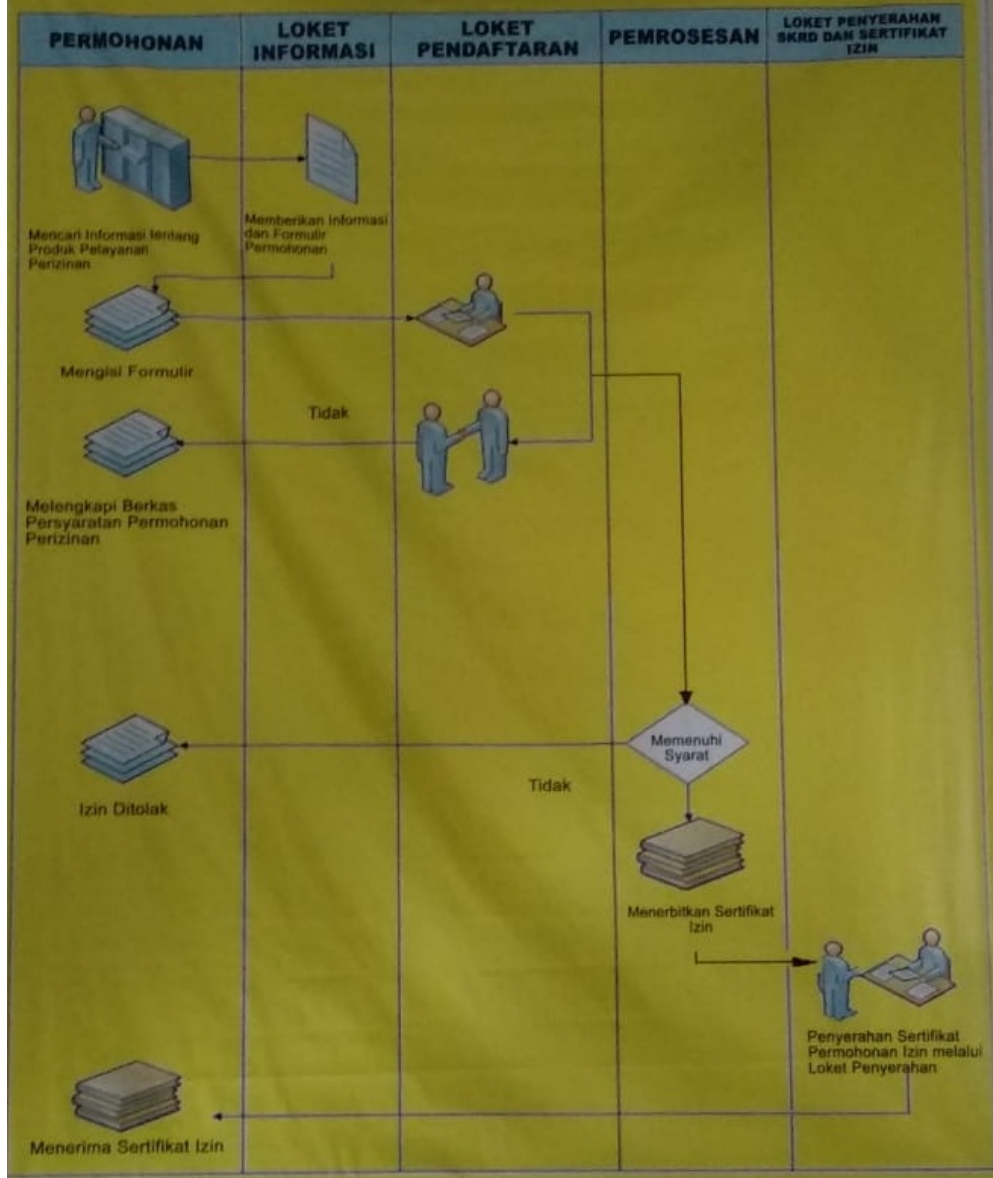 PERMOHONAN
LOKET
INFORMASI
LOKET
PENDAFTARAN
PEMROSESAN
LOKET PENYERAHAN
SKRD DAN SERTIFIKAT
IZIN
Mencari Informasi tentang
Produk Pelayanan
Perizinan
Memberikan Informasi
dan Formulir
Permohonan
Mengisi Formulir
Tidak
Melengkapi Berkas
Persyaratan Permohonan
Perizinan
Memenuhi
Syarat
Tidak
Izin Ditolak
Menerbitkan Sertifikat
Izin
Penyerahan Sertifikat
Permohonan Izin melalui
Loket Penyerahan
Menerima Sertifikat Izin